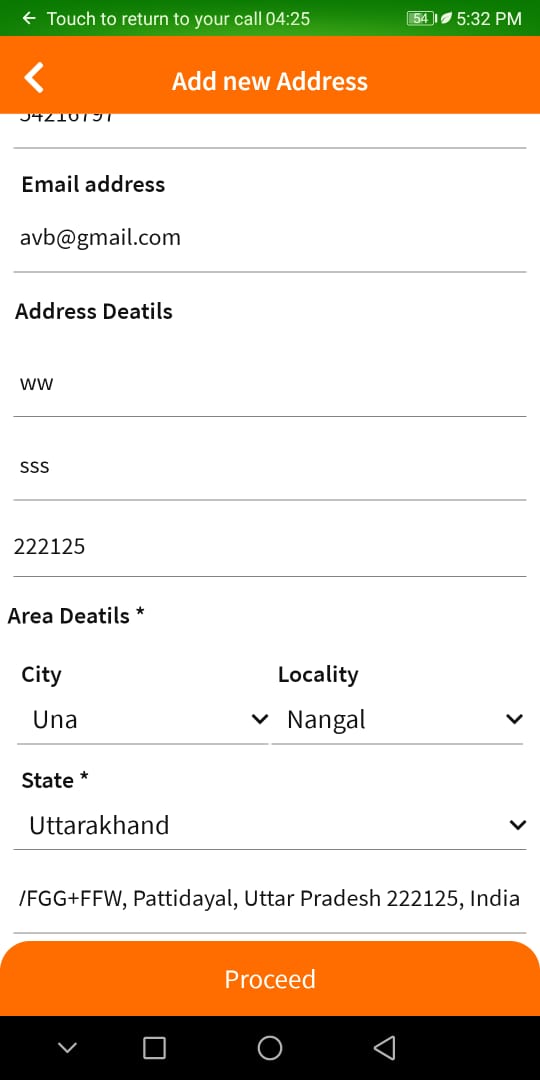 Touch to return to your call 04:25 54 5:32 PM
Add new Address
Email address
avb@gmail.com
Address Deatils
ww
sss
222125
Area Deatils *
City Locality
Una Nangal
State *
Uttarakhand
/FGG+FFW, Pattidayal, Uttar Pradesh 222125, India
Proceed